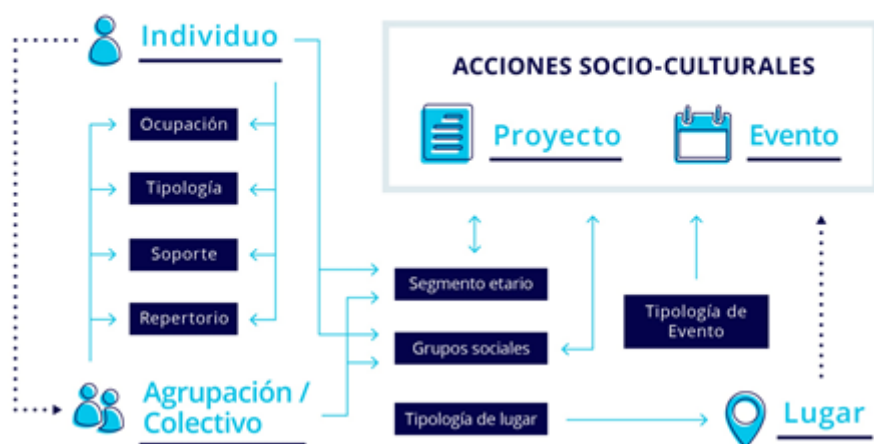 Individuo
ACCIONES SOCIO-CULTURALES
Proyecto
Evento
Ocupación
Tipología
Soporte
Repertorio
Segmento etario
Grupos sociales
Tipología de
Evento
Agrupación /
Colectivo
Tipología de lugar
Lugar